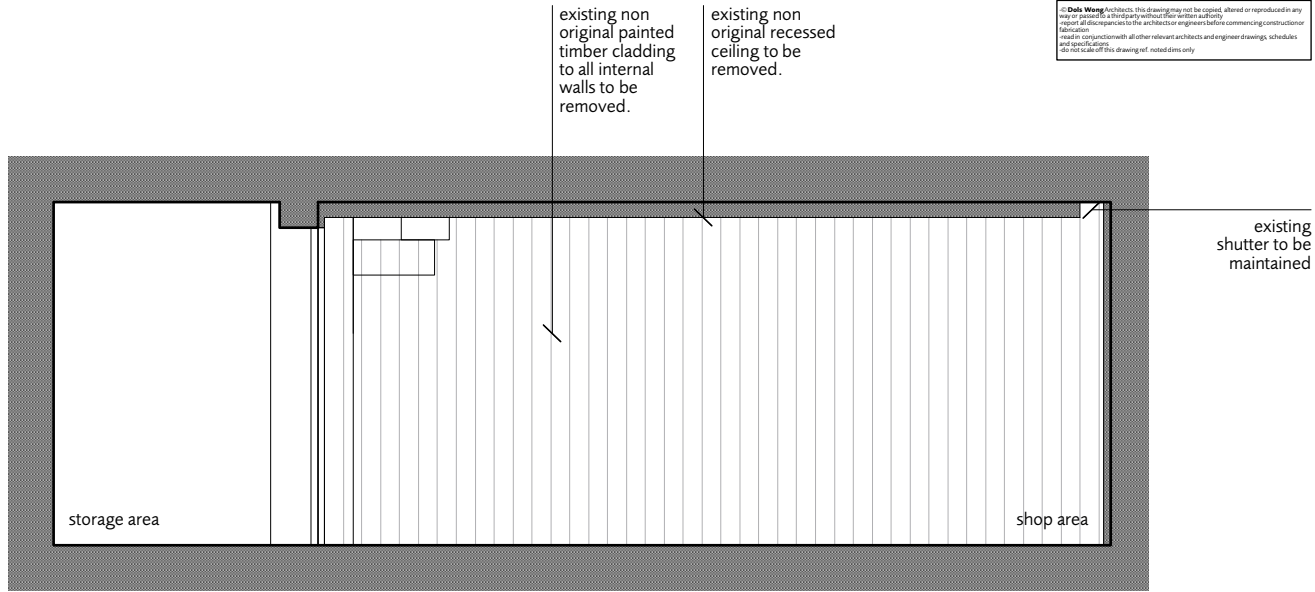 existing non
original painted
timber cladding
to all internal
walls to be
removed.
existing non
original recessed
ceiling to be
removed.
-© Dols Wong Architects. this drawing may not be copied, altered or reproduced in any
way or passed to a third party without their written authority
-report all discrepancies to the architects or engineers before commencing construction or
fabrication
-read in conjunction with all other relevant architects and engineer drawings, schedules
and specifications
-do not scale off this drawing ref. noted dims only
existing
shutter to be
maintained
storage area
shop area